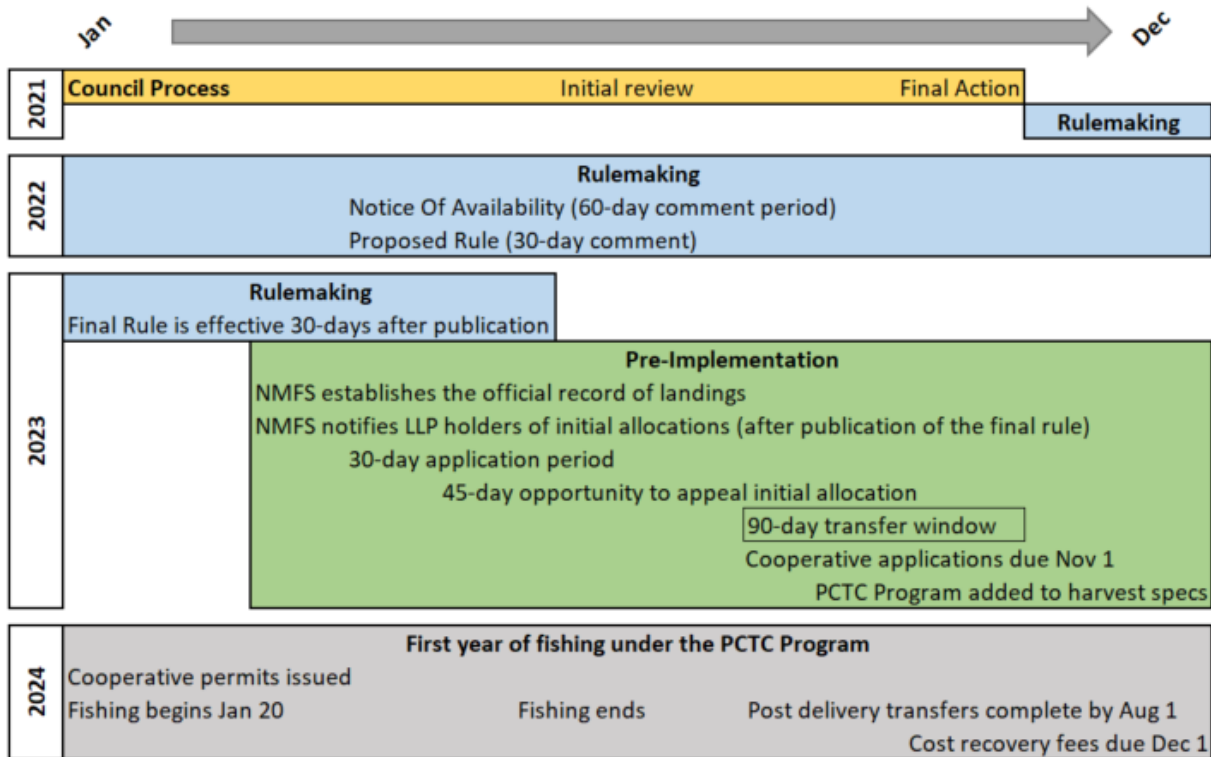 Jan
Dec
2021
Council Process Initial review Final Action
Rulemaking
2022
Rulemaking
Notice Of Availability (60-day comment period)
Proposed Rule (30-day comment)
2023
Rulemaking
Final Rule is effective 30-days after publication
Pre-Implementation
NMFS establishes the official record of landings
NMFS notifies LLP holders of initial allocations (after publication of the final rule)
30-day application period
45-day opportunity to appeal initial allocation
90-day transfer window
Cooperative applications due Nov 1
PCTC Program added to harvest specs
2024
First year of fishing under the PCTC Program
Cooperative permits issued
Fishing begins Jan 20 Fishing ends Post delivery transfers complete by Aug 1
Cost recovery fees due Dec 1